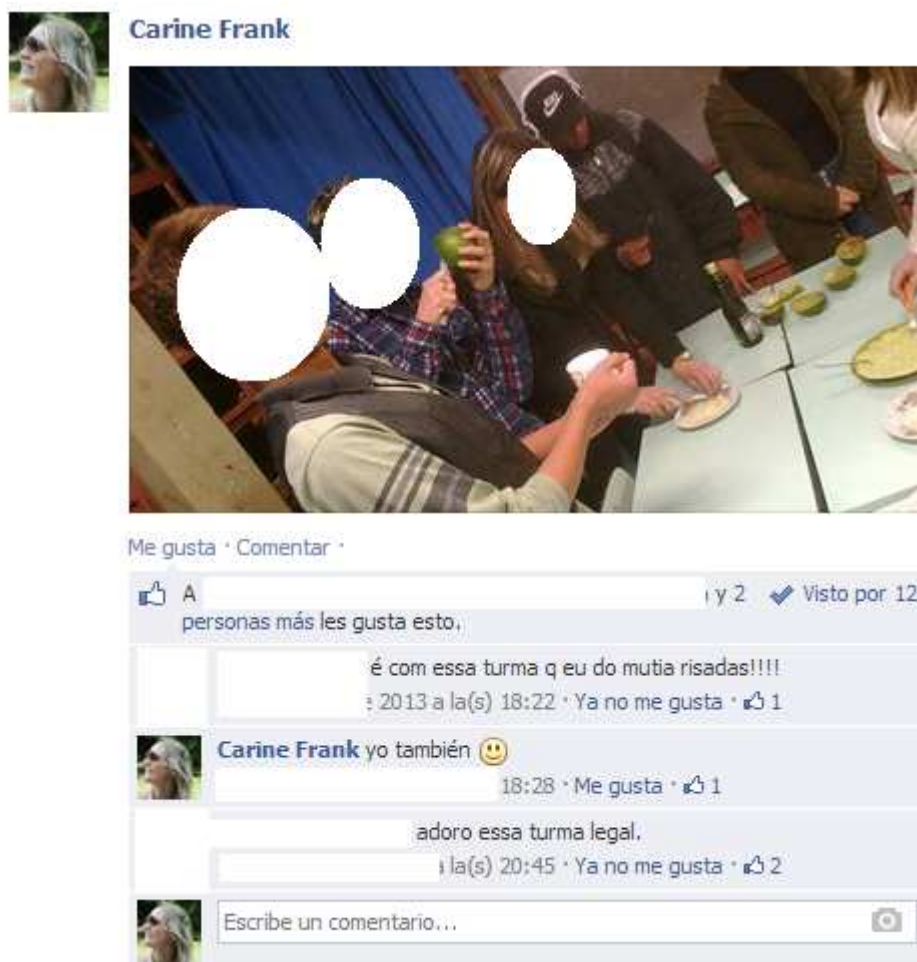 Carine Frank
Me gusta · Comentar ·
A y 2 Visto por 12
personas más les gusta esto.
é com essa turma q eu do mutia risadas!!!!
2013 a la(s) 18:22 · Ya no me gusta · 1
Carine Frank yo también
18:28 · Me gusta · 1
adoro essa turma legal.
la(s) 20:45 · Ya no me gusta · 2
Escribe un comentario...